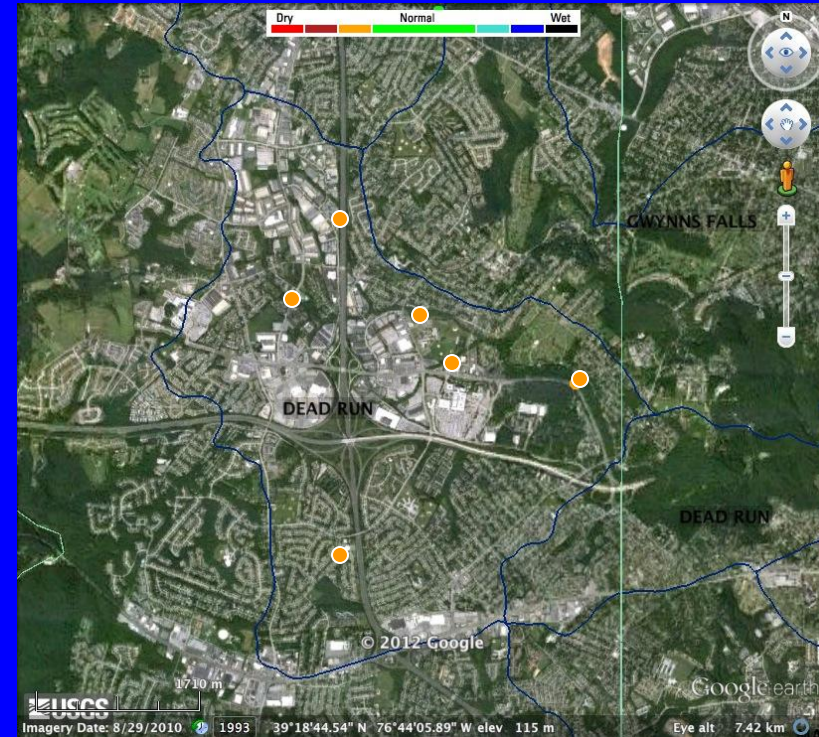 Dry Normal Wet
N
GWYNNS FALLS
DEAD RUN
DEAD RUN
© 2012 Google
1710 m
USGS
Google earth
Imagery Date: 8/29/2010 1993 39°18'44.54" N 76°44'05.89" W elev 115 m Eye alt 7.42 km